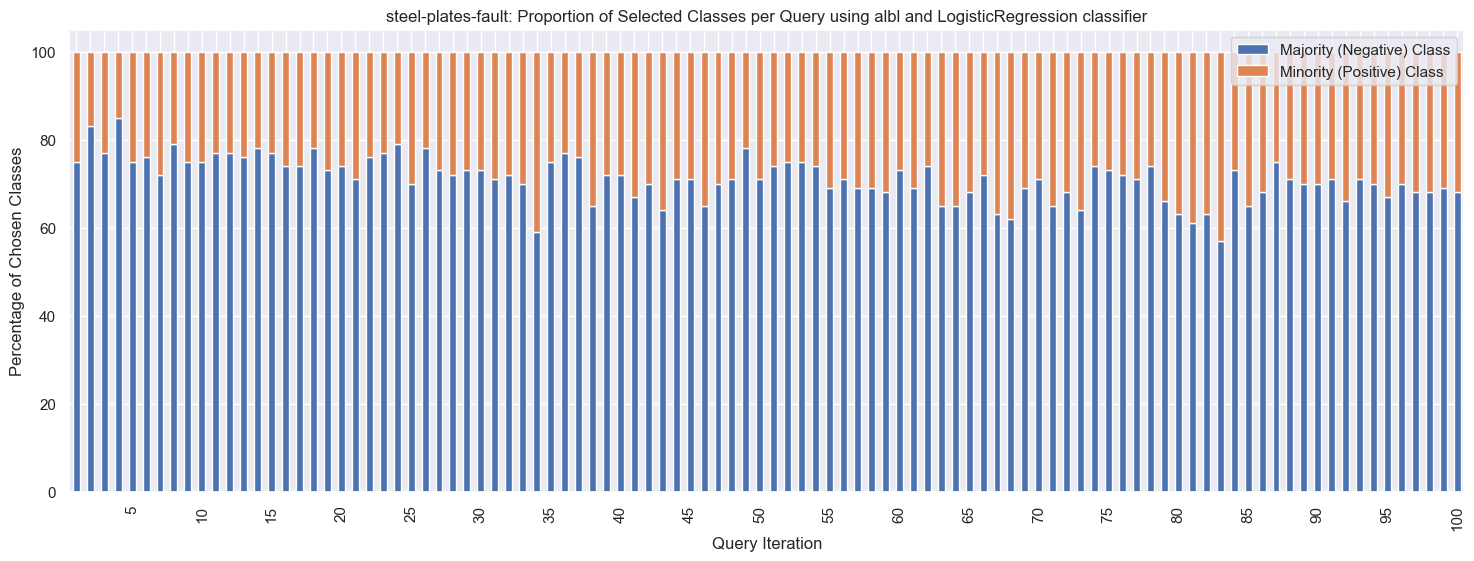 steel-plates-fault: Proportion of Selected Classes per Query using albl and LogisticRegression classifier
Majority (Negative) Class
Minority (Positive) Class
Percentage of Chosen Classes
100
80
60
40
20
0
5 10 15 20 25 30 35 40 45 50 55 60 65 70 75 80 85 90 95 100
Query Iteration